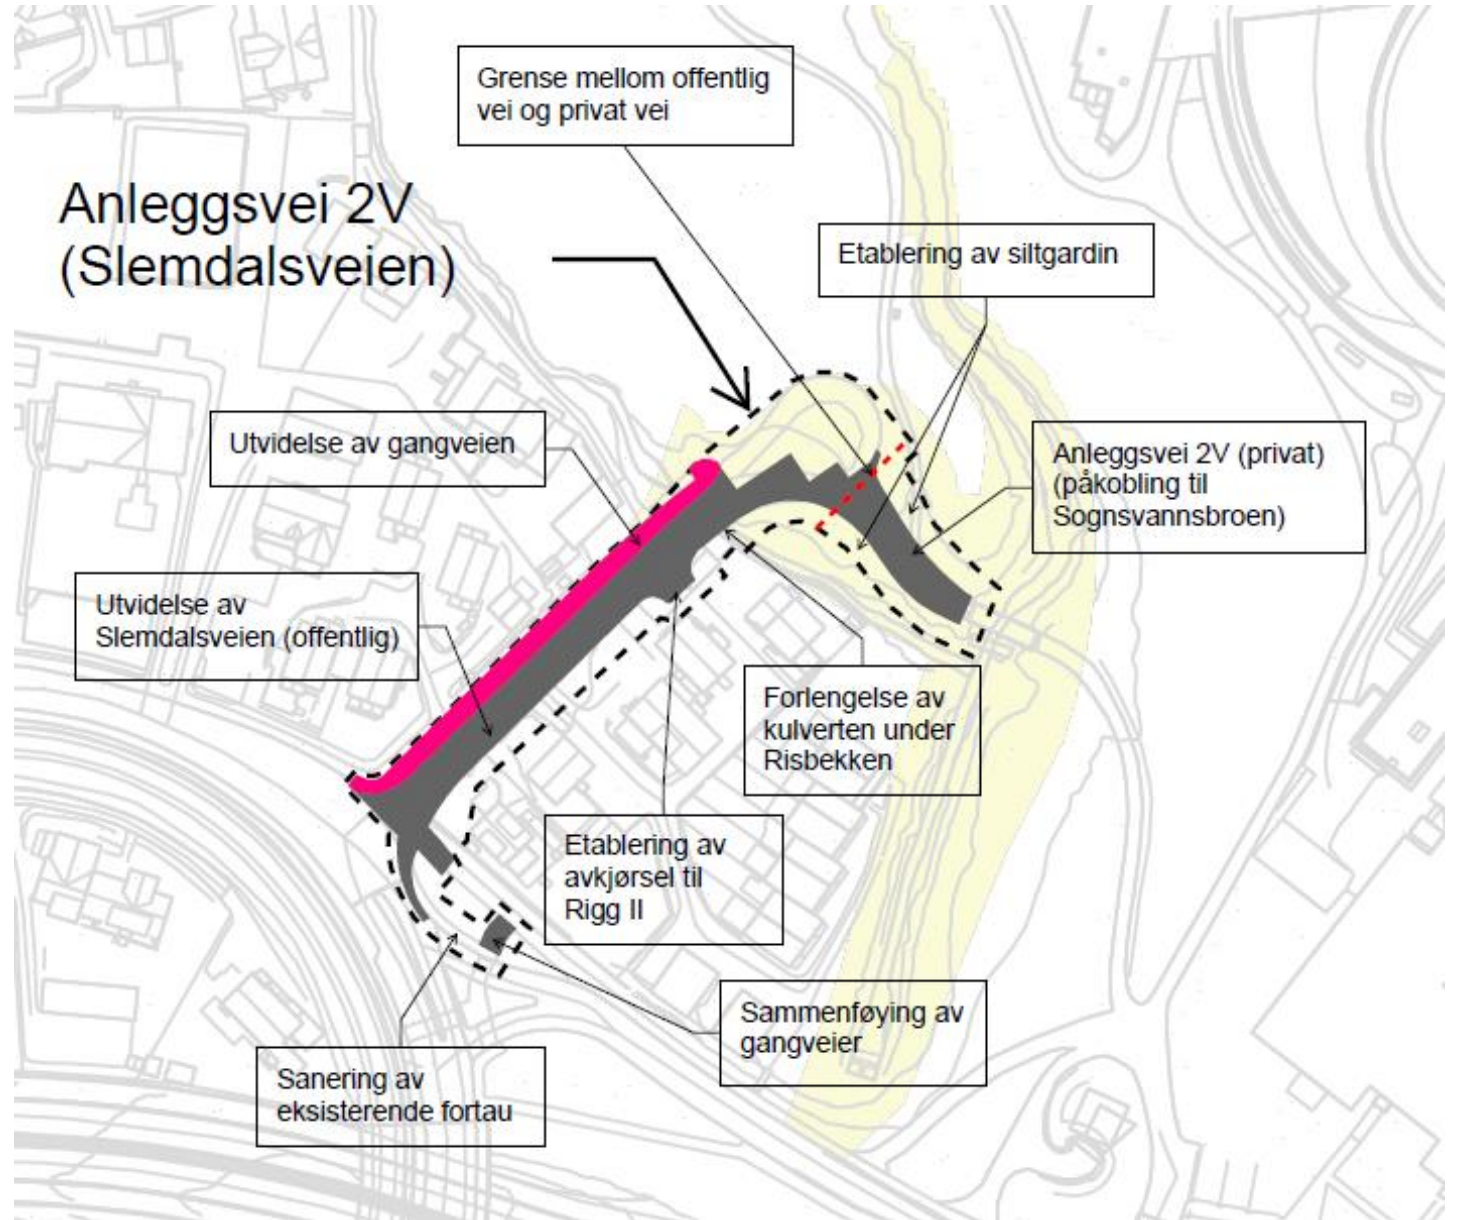 Grense mellom offentlig
vei og privat vei
Anleggsvei 2V
(Slemdalsveien)
Etablering av siltgardin
Utvidelse av gangveien
Anleggsvei 2V (privat)
(påkobling til
Sognsvannsbroen)
Utvidelse av
Slemdalsveien (offentlig)
Forlengelse av
kulverten under
Risbekken
Etablering av
avkjørsel til
Rigg II
Sammenføying av
gangveier
Sanering av
eksisterende fortau